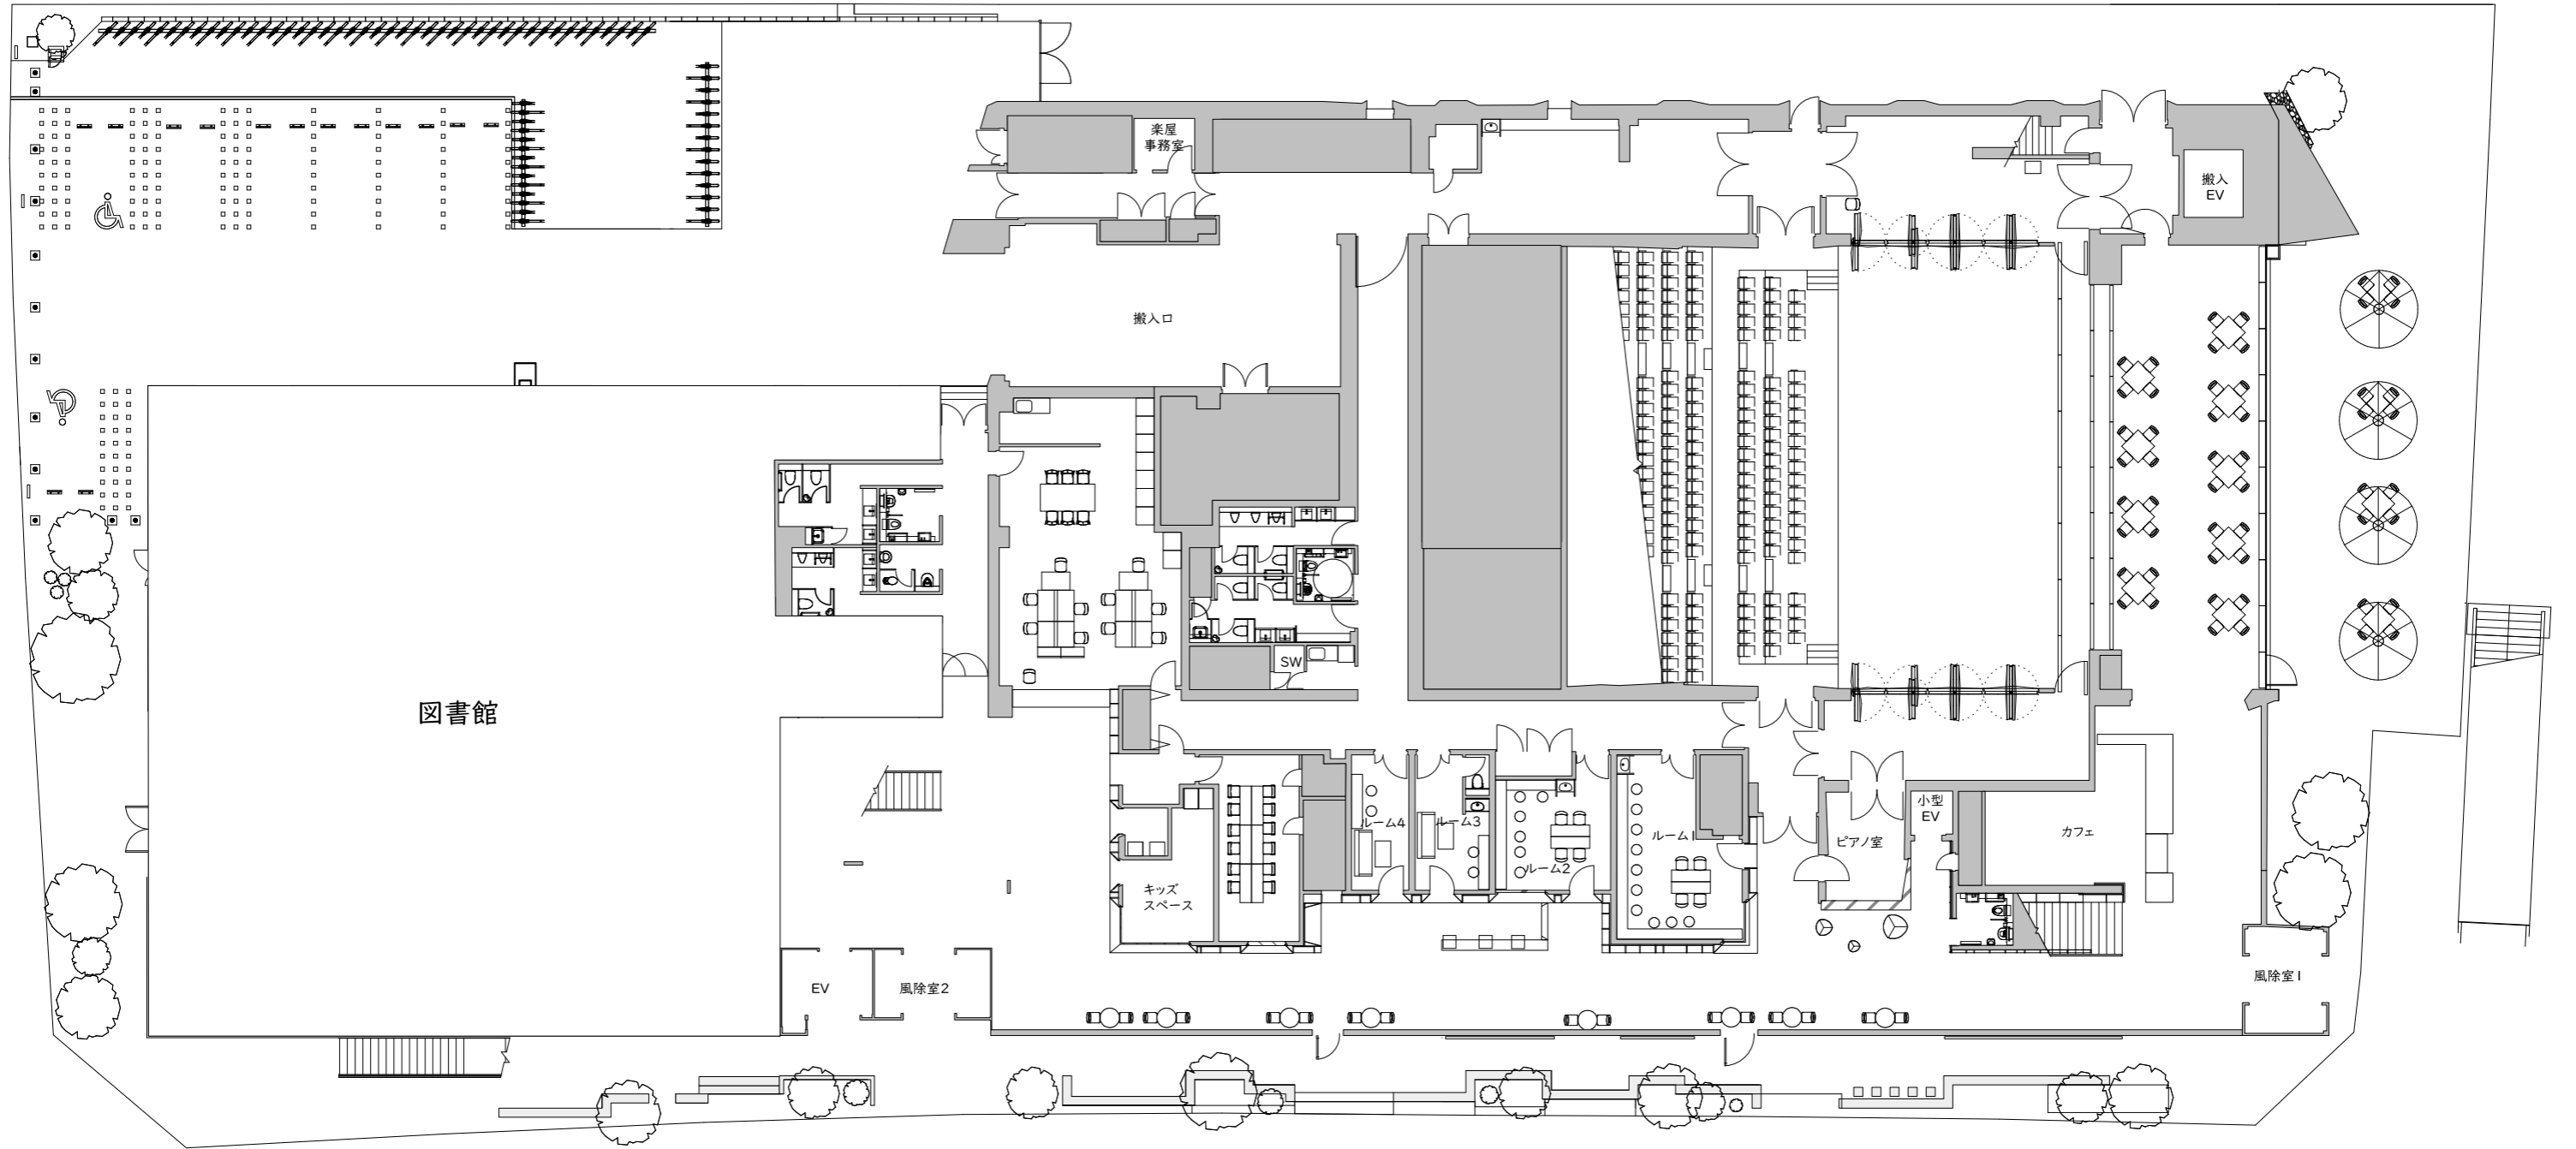 楽屋
事務室
搬入
EV
搬入口
SW
図書館
ルーム4
ルーム3
ルーム2
ルーム1
小型
EV
ピアノ室
カフェ
キッズ
スペース
EV
風除室2
風除室1